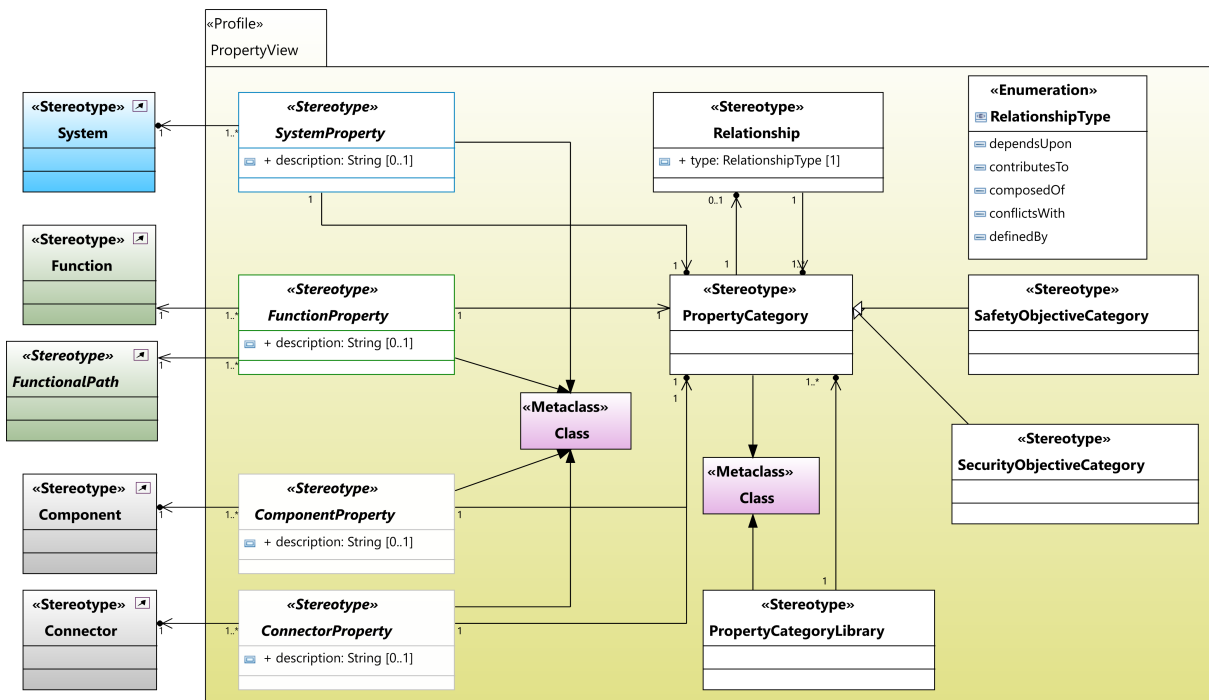 «Profile»
PropertyView
«Stereotype»
System
1
1..*
«Stereotype»
SystemProperty
+ description: String [0..1]
1
«Stereotype»
Relationship
+ type: RelationshipType [1]
0..1
1
«Enumeration»
RelationshipType
dependsUpon
contributesTo
composedOf
conflictsWith
definedBy
«Stereotype»
Function
1
1..*
«Stereotype»
FunctionProperty
+ description: String [0..1]
1
1
1
1
1..*
«Stereotype»
PropertyCategory
1
1
1..*
«Stereotype»
SafetyObjectiveCategory
«Stereotype»
FunctionalPath
1
1..*
«Metaclass»
Class
«Stereotype»
SecurityObjectiveCategory
«Metaclass»
Class
«Stereotype»
Component
1
1..*
«Stereotype»
ComponentProperty
+ description: String [0..1]
1
«Stereotype»
Connector
1
1..*
«Stereotype»
ConnectorProperty
+ description: String [0..1]
1
1
«Stereotype»
PropertyCategoryLibrary